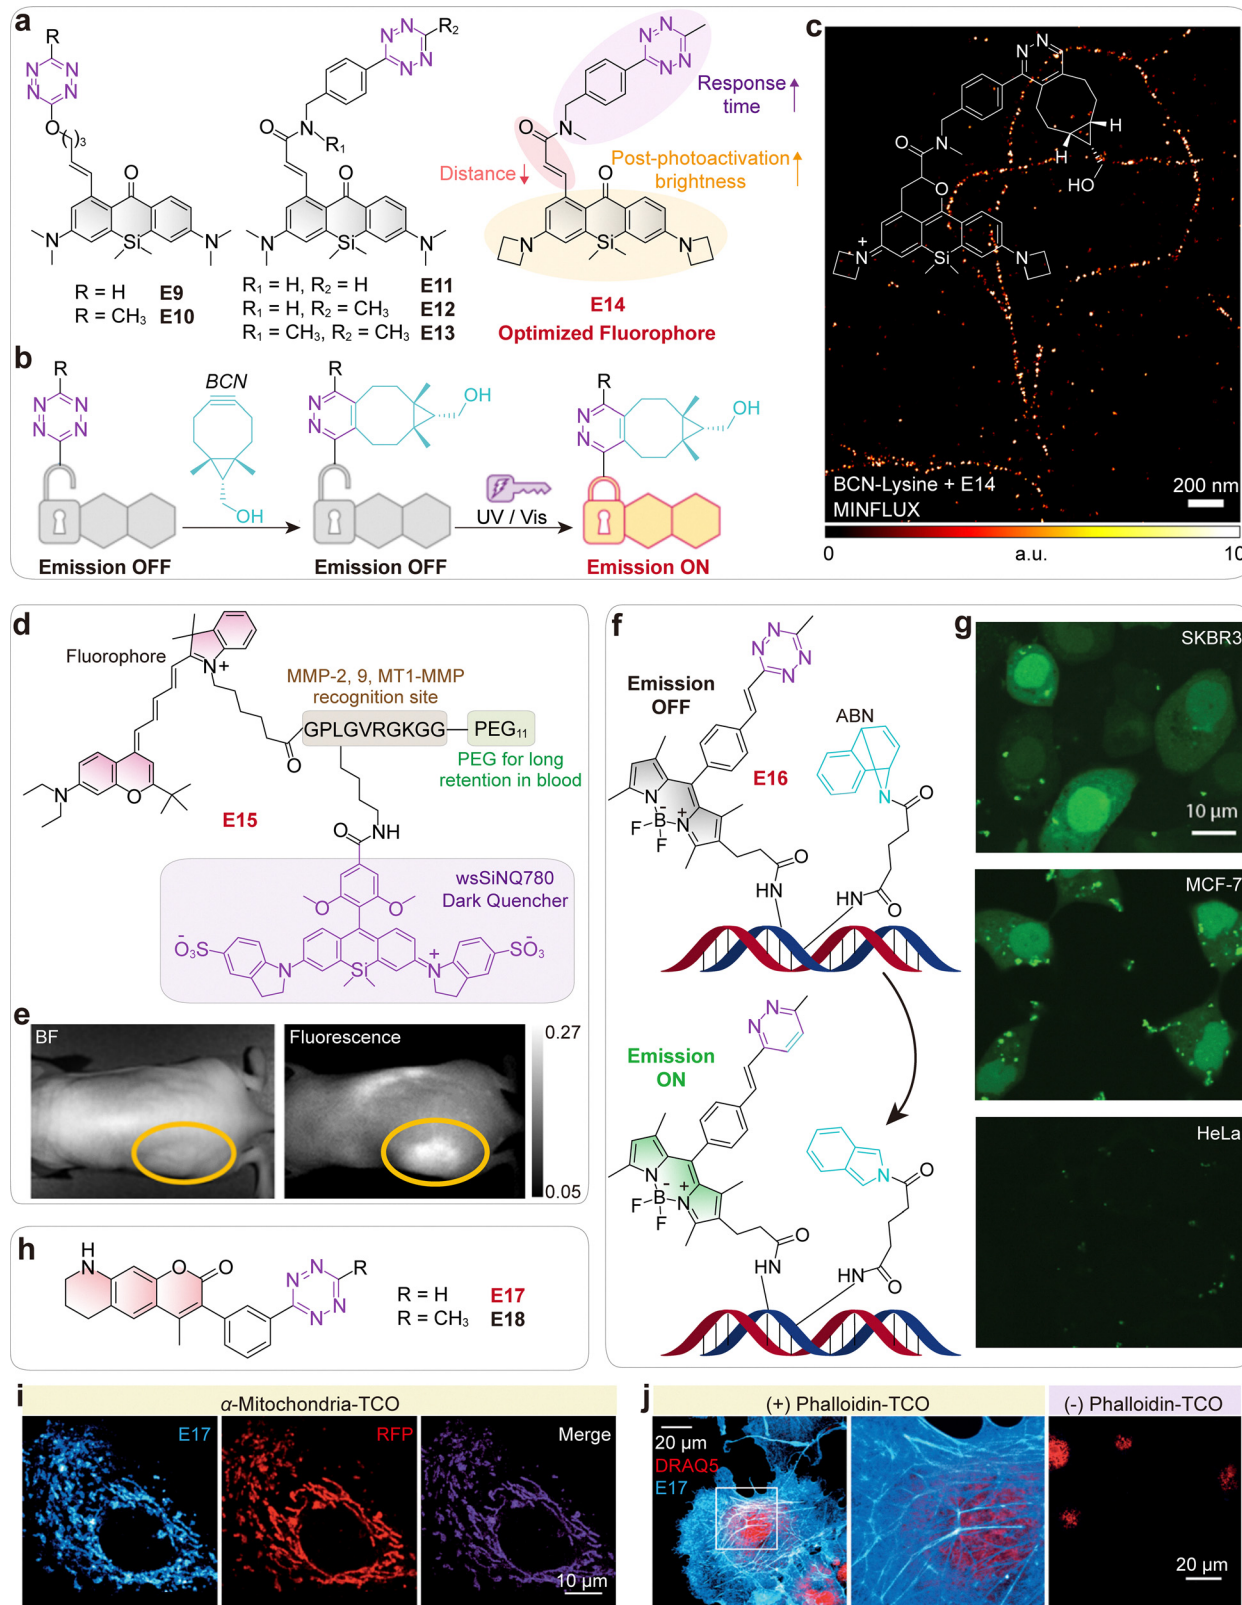 a
R
N N
N N
O
( )3
O
N
Si
N
R = H E9
R = CH3 E10
R2
N N
N N
O
N
R1
O
N
Si
N
R1 = H, R2 = H E11
R1 = H, R2 = CH3 E12
R1 = CH3, R2 = CH3 E13
N N
N N
Response
time
O
N
Distance
Post-photoactivation
brightness
O
N
Si
N
E14
Optimized Fluorophore
b
R
N N
N N
BCN
OH
Emission OFF
R
N
N
OH
Emission OFF
UV / Vis
R
N
N
OH
Emission ON
c
N N
O
N
H
H
HO
O
+
N
Si
N
BCN-Lysine + E14
MINFLUX
200 nm
0
a.u.
10
d
Fluorophore
N+
MMP-2, 9, MT1-MMP
recognition site
GPLGVRGKGG
PEG11
PEG for long
retention in blood
O
N
O
E15
O
NH
wsSiNQ780
Dark Quencher
O
O
-O3S
SO3-
N
Si
N+
e
BF
Fluorescence
0.27
0.05
f
N N
N N
Emission
OFF
E16
ABN
N
O
N
B-
N+
F
F
O
HN
HN
O
N
N
Emission
ON
N
O
N
B-
N+
F
F
O
HN
HN
O
g
SKBR3
10 µm
MCF-7
HeLa
h
H
N
O
O
N N
N N
R
R = H E17
R = CH3 E18
i
α-Mitochondria-TCO
E17
RFP
Merge
10 µm
j
(+) Phalloidin-TCO
(-) Phalloidin-TCO
20 µm
DRAQ5
E17
20 µm